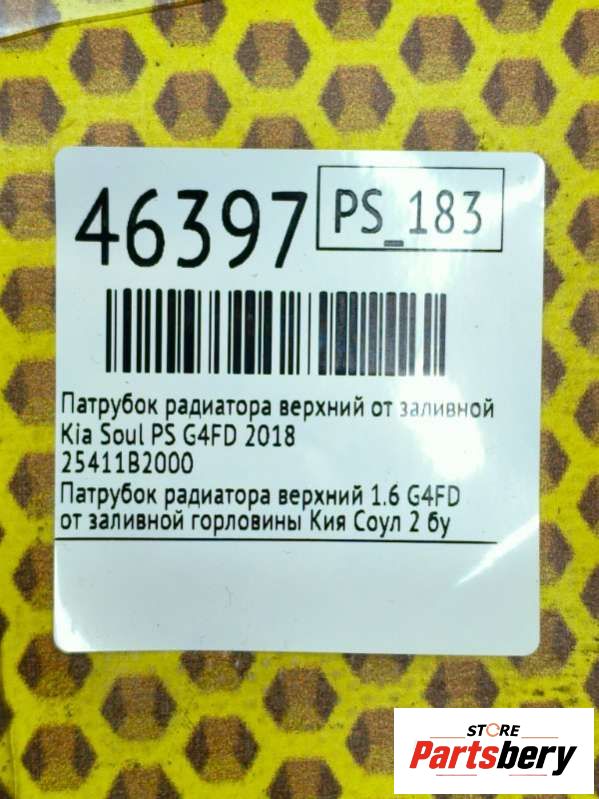 46397
PS_183
Патрубок радиатора верхний от заливной
Kia Soul PS G4FD 2018
25411B2000
Патрубок радиатора верхний 1.6 G4FD
от заливной горловины Кия Соул 2 бу
STORE
Partsbery